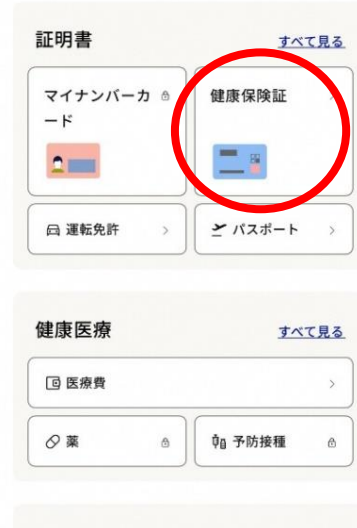 証明書 すべて見る
マイナンバーカ
ード
健康保険証
運転免許
パスポート
健康医療 すべて見る
医療費
薬
予防接種